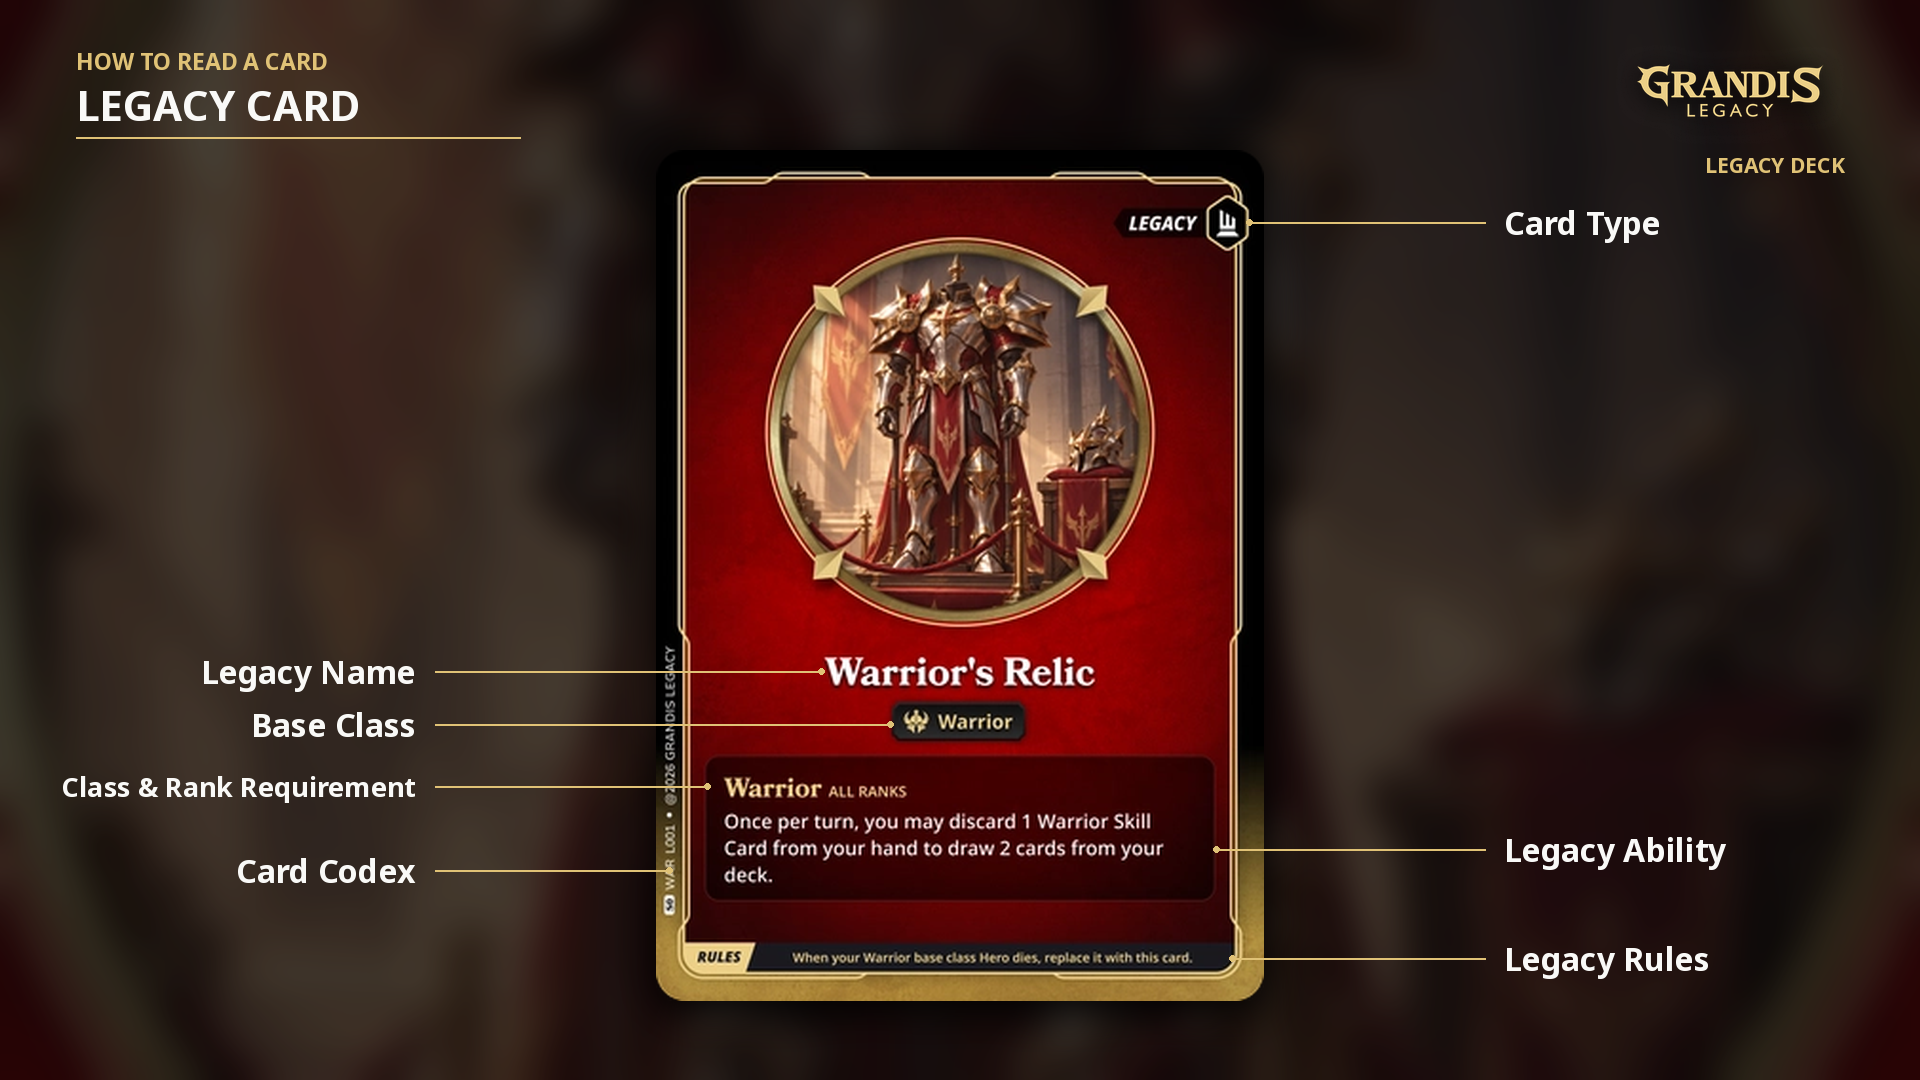 HOW TO READ A CARD
LEGACY CARD
GRANDIS
LEGACY
LEGACY DECK
LEGACY
Card Type
Legacy Name
Warrior's Relic
Base Class
Warrior
Class & Rank Requirement
Warrior ALL RANKS
Once per turn, you may discard 1 Warrior Skill
Card from your hand to draw 2 cards from your
deck.
Legacy Ability
Card Codex
WAR L001 • @2026 GRANDIS LEGACY
RULES
When your Warrior base class Hero dies, replace it with this card.
Legacy Rules